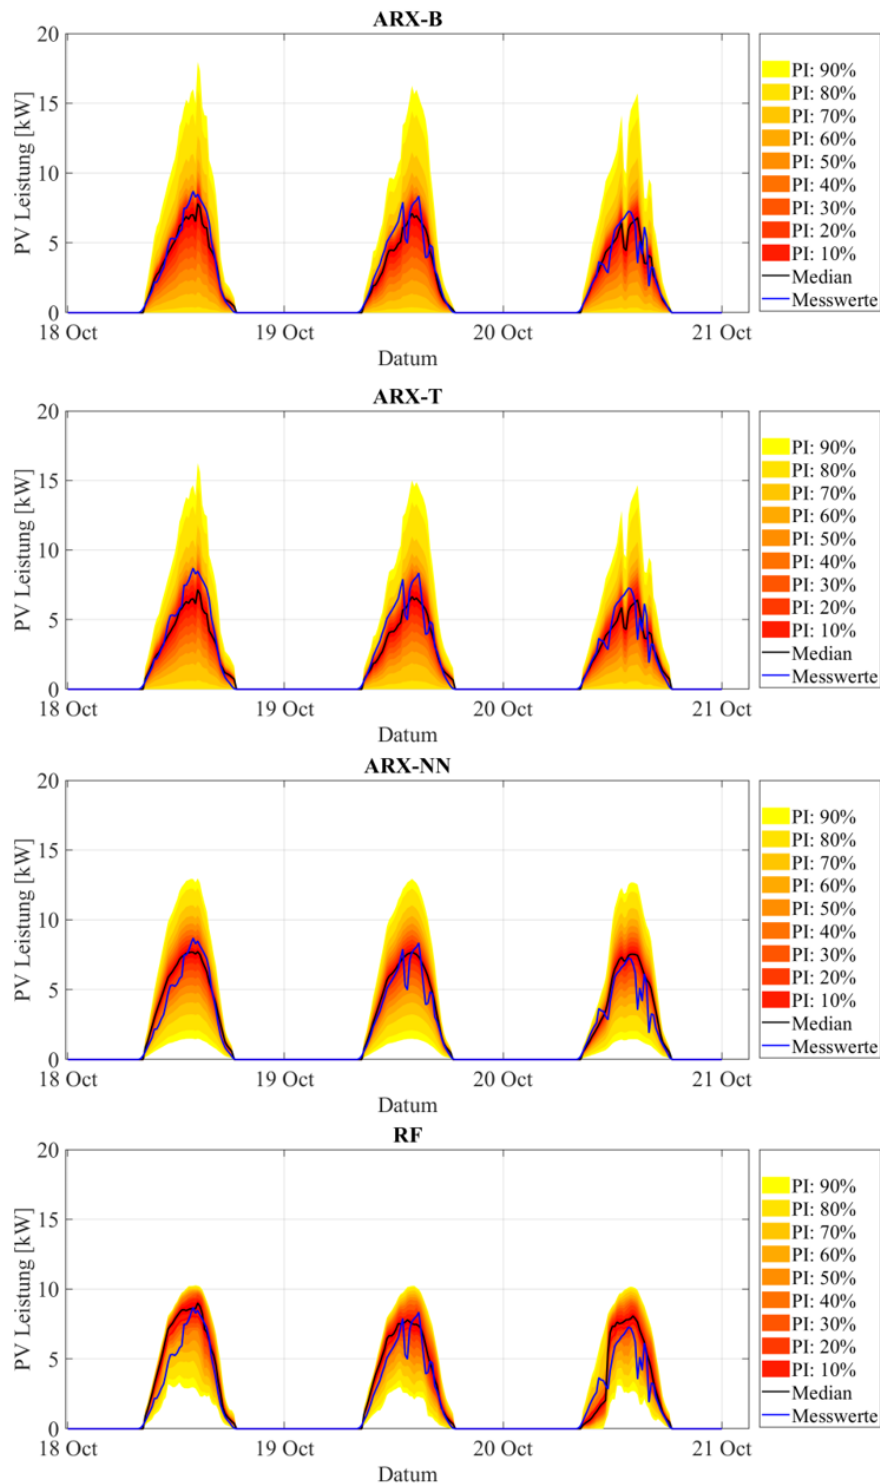 ARX-B
20
15
10
5
0
PV Leistung [kW]
18 Oct 19 Oct 20 Oct 21 Oct
Datum
PI: 90%
PI: 80%
PI: 70%
PI: 60%
PI: 50%
PI: 40%
PI: 30%
PI: 20%
PI: 10%
Median
Messwerte
ARX-T
20
15
10
5
0
PV Leistung [kW]
18 Oct 19 Oct 20 Oct 21 Oct
Datum
PI: 90%
PI: 80%
PI: 70%
PI: 60%
PI: 50%
PI: 40%
PI: 30%
PI: 20%
PI: 10%
Median
Messwerte
ARX-NN
20
15
10
5
0
PV Leistung [kW]
18 Oct 19 Oct 20 Oct 21 Oct
Datum
PI: 90%
PI: 80%
PI: 70%
PI: 60%
PI: 50%
PI: 40%
PI: 30%
PI: 20%
PI: 10%
Median
Messwerte
RF
20
15
10
5
0
PV Leistung [kW]
18 Oct 19 Oct 20 Oct 21 Oct
Datum
PI: 90%
PI: 80%
PI: 70%
PI: 60%
PI: 50%
PI: 40%
PI: 30%
PI: 20%
PI: 10%
Median
Messwerte